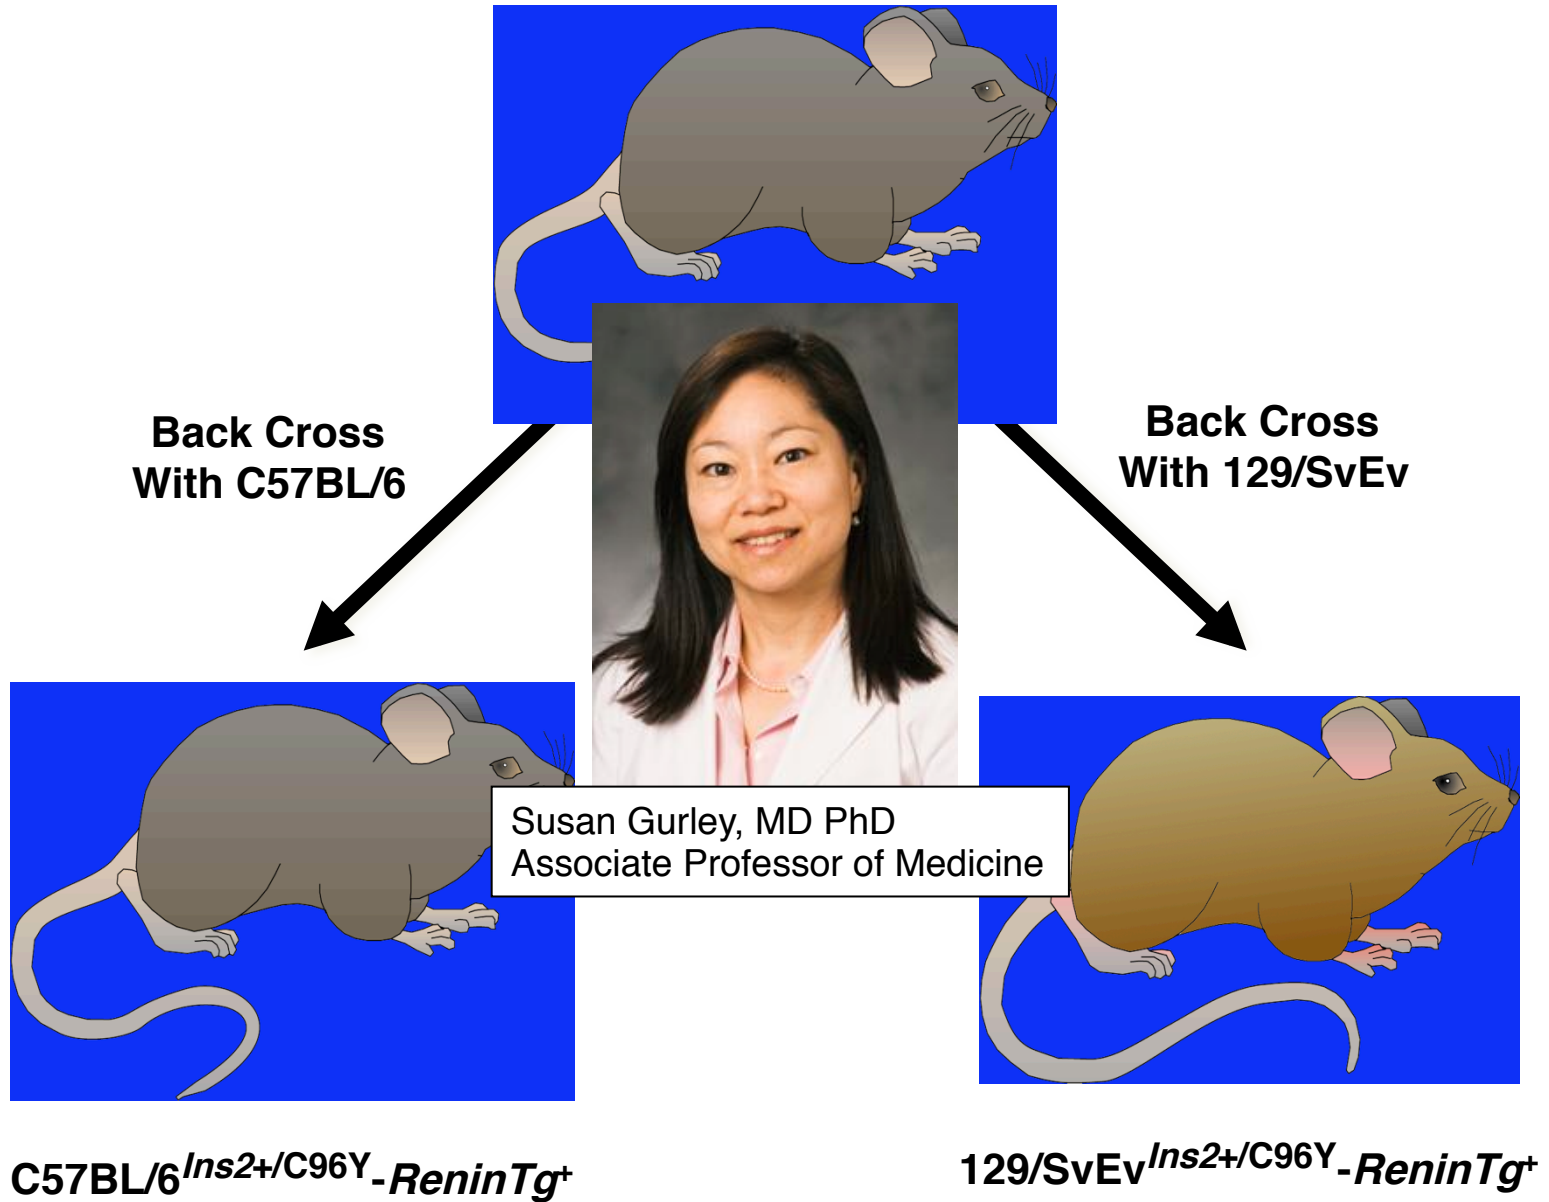 Back Cross
With C57BL/6
Back Cross
With 129/SvEv
Susan Gurley, MD PhD
Associate Professor of Medicine
C57BL/6Ins2+/C96Y-ReninTg+
129/SvEvIns2+/C96Y-ReninTg+